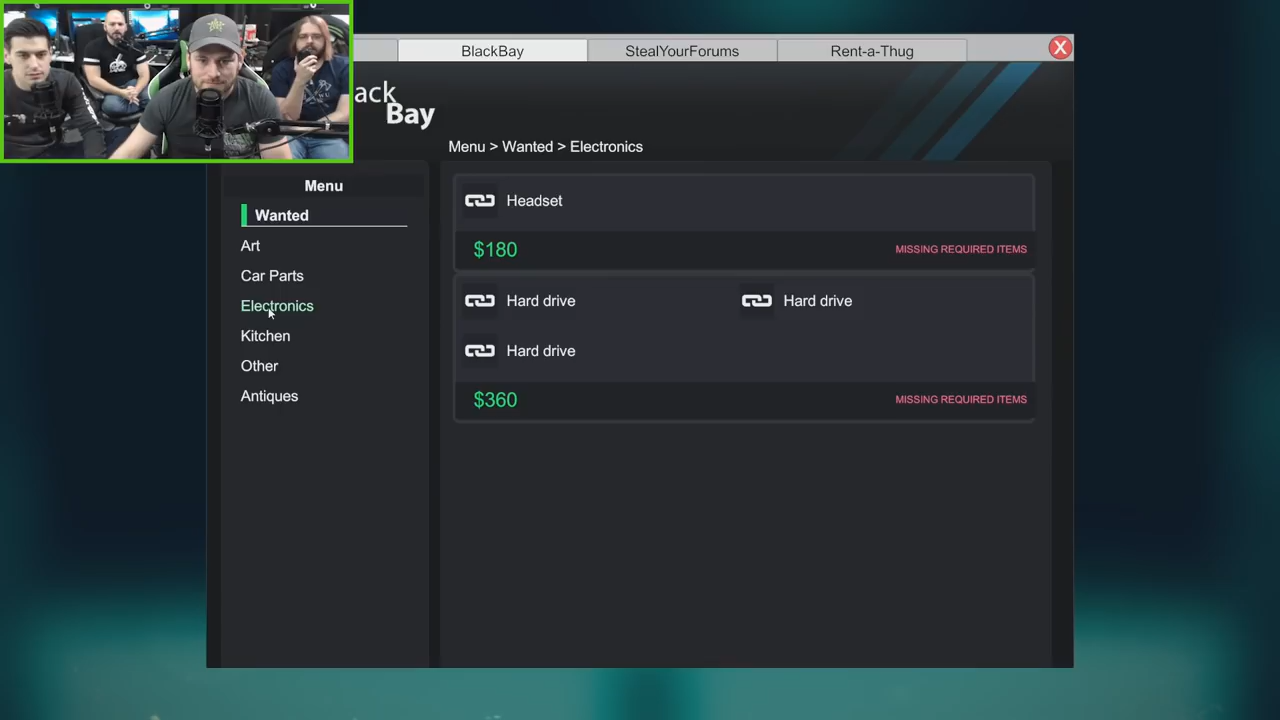 BlackBay
StealYourForums
Rent-a-Thug
X
ack
Bay
Menu > Wanted > Electronics
Menu
Wanted
Art
Car Parts
Electronics
Kitchen
Other
Antiques
Headset
$180
MISSING REQUIRED ITEMS
Hard drive
Hard drive
Hard drive
$360
MISSING REQUIRED ITEMS